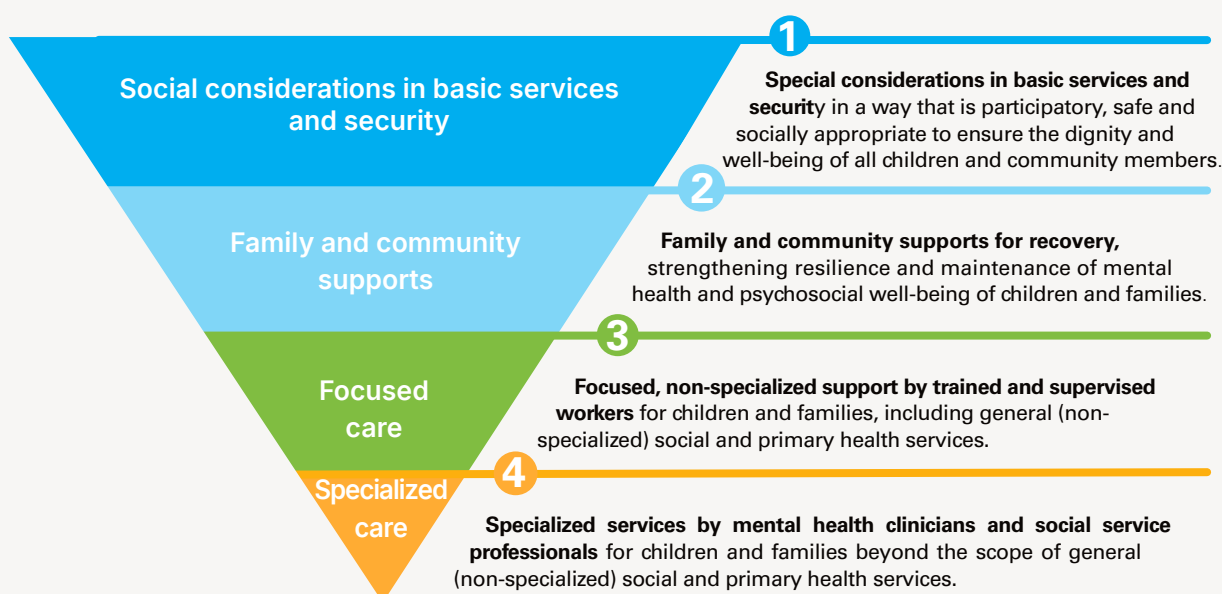 Social considerations in basic services
and security
1
Special considerations in basic services and
security in a way that is participatory, safe and
socially appropriate to ensure the dignity and
well-being of all children and community members.
Family and community
supports
2
Family and community supports for recovery,
strengthening resilience and maintenance of mental
health and psychosocial well-being of children and families.
Focused
care
3
Focused, non-specialized support by trained and supervised
workers for children and families, including general (non-
specialized) social and primary health services.
Specialized
care
4
Specialized services by mental health clinicians and social service
professionals for children and families beyond the scope of general
(non-specialized) social and primary health services.